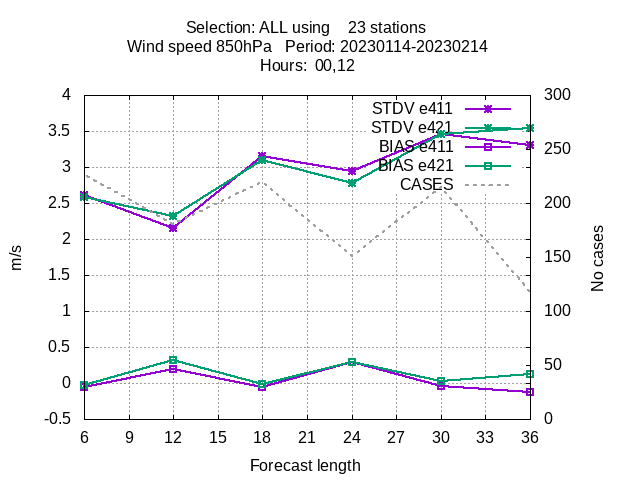 Selection: ALL using 23 stations
Wind speed 850hPa Period: 20230114-20230214
Hours: 00,12
4 300
STDV e411
3.5 STDV e421
250
BIAS e411
3 BIAS e421
CASES
2.5 200
2
m/s 1.5 150 No cases
1 100
0.5 50
0
-0.5 0
6 9 12 15 18 21 24 27 30 33 36
Forecast length